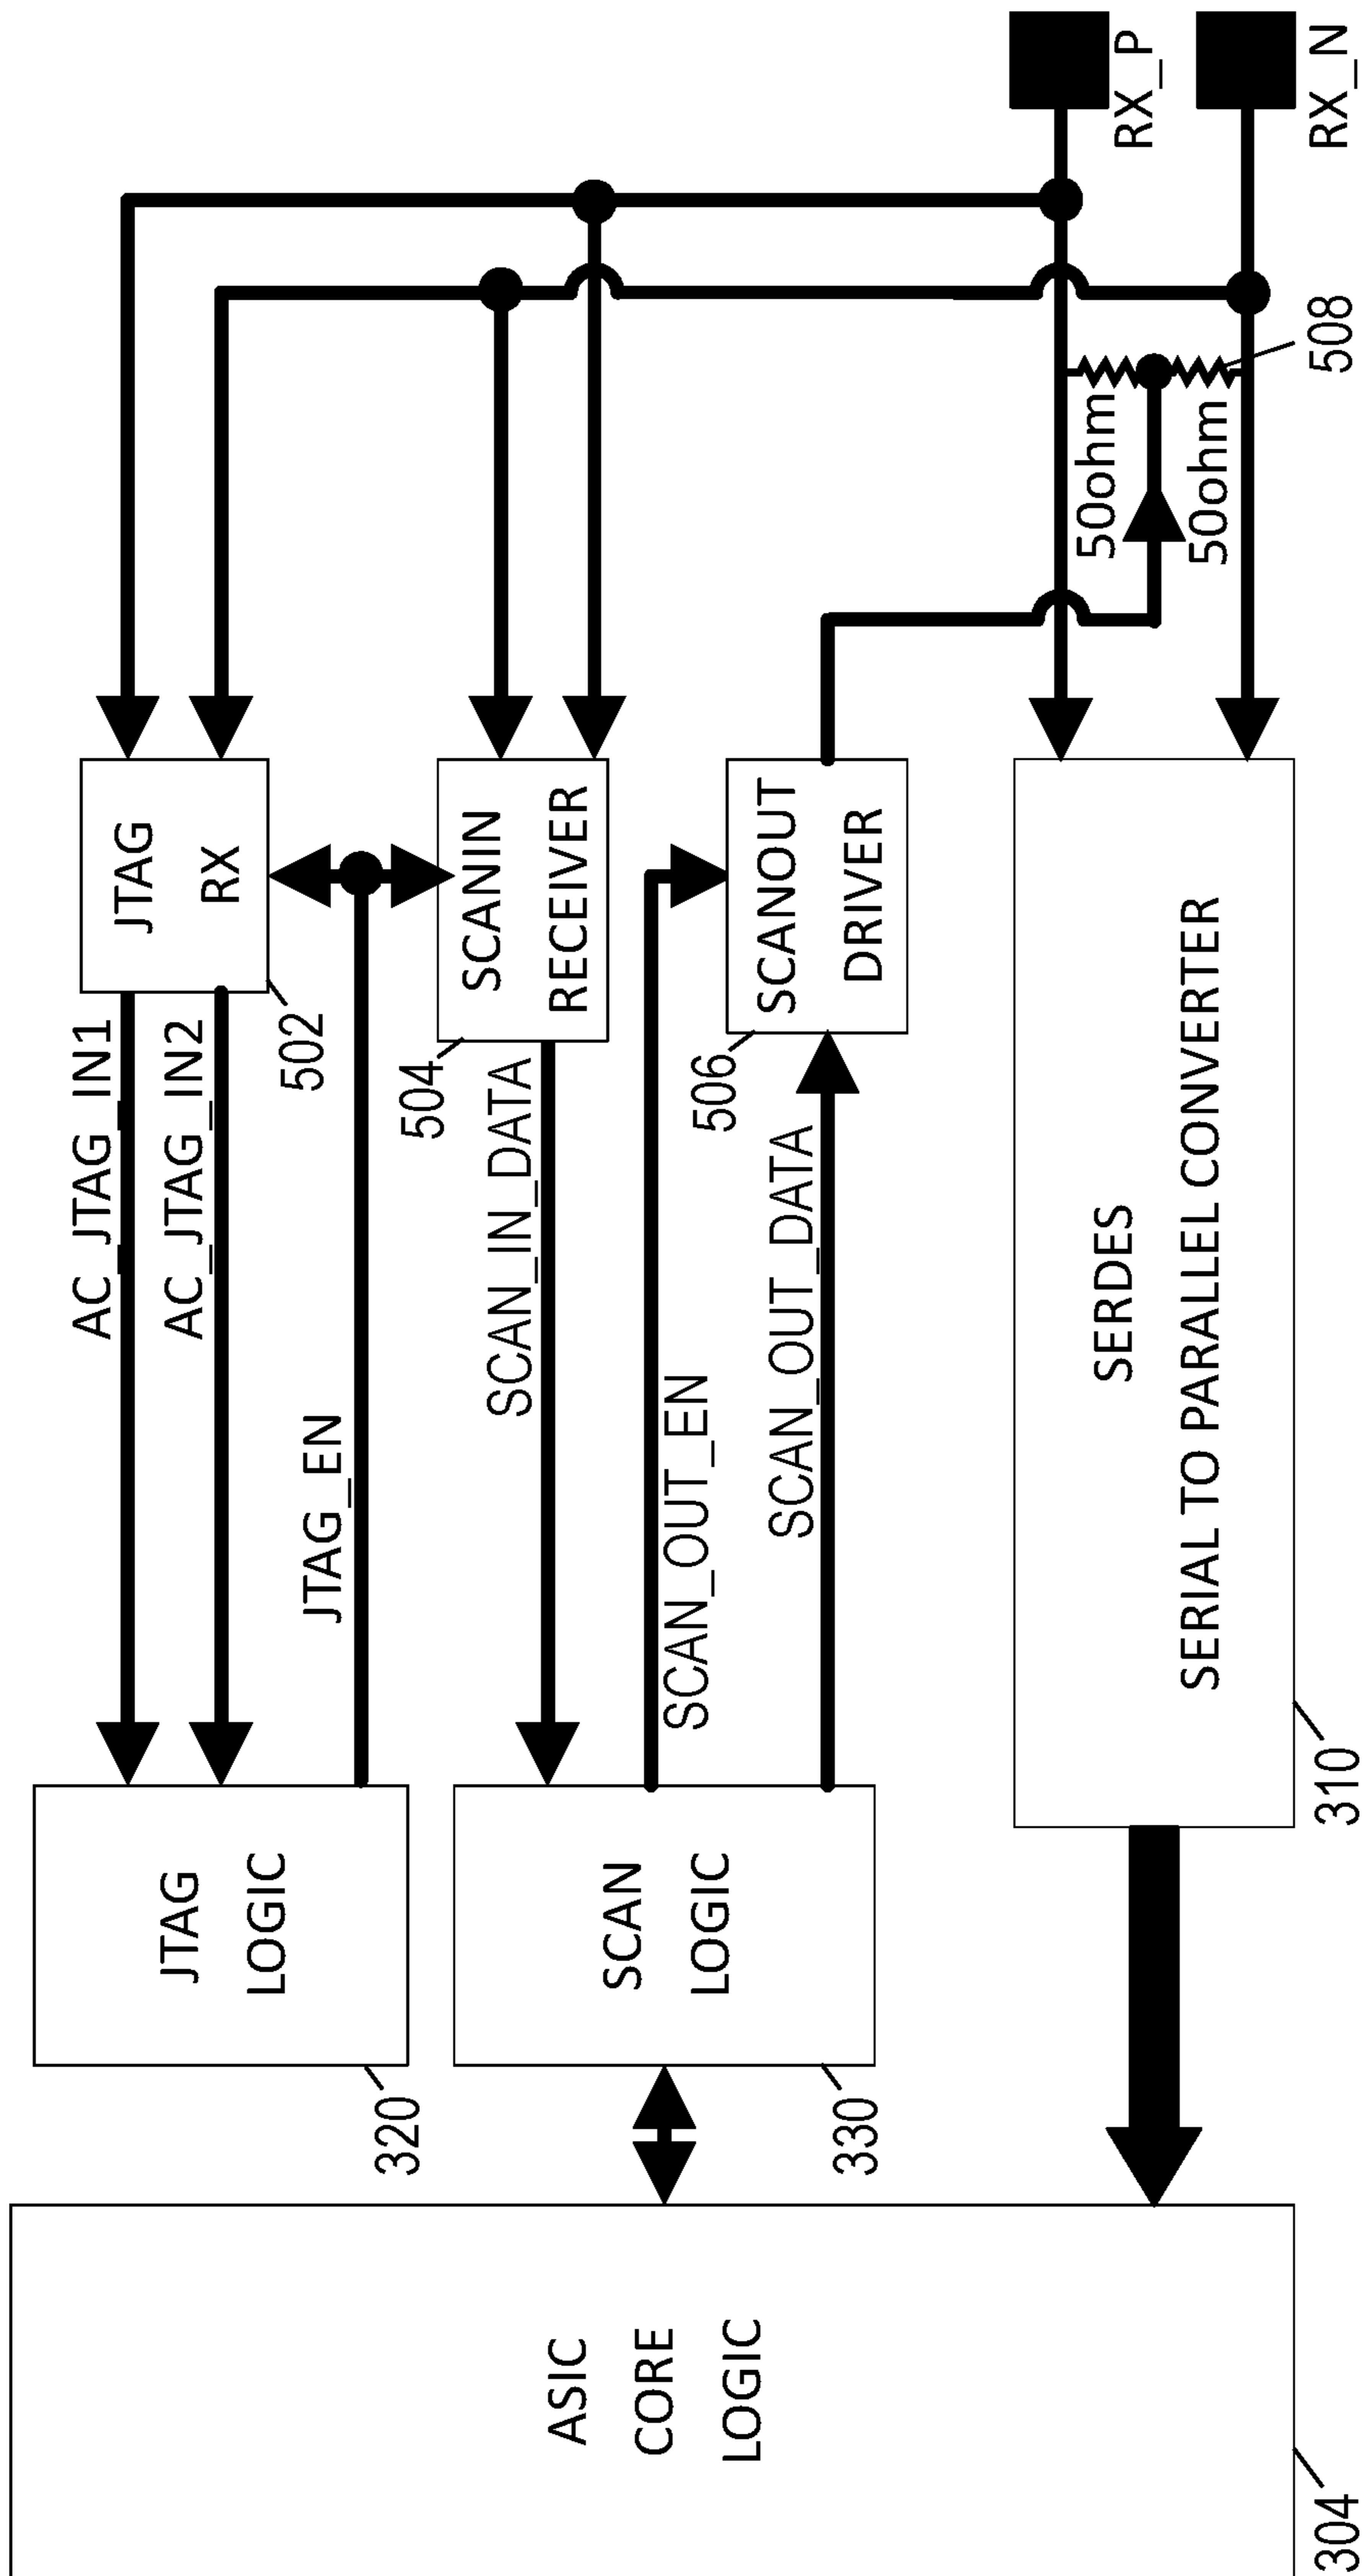 ASIC
CORE
LOGIC
304
JTAG
LOGIC
320
SCAN
LOGIC
330
AC_JTAG_IN1
AC_JTAG_IN2
JTAG_EN
SCAN_IN_DATA
SCAN_OUT_EN
SCAN_OUT_DATA
JTAG
RX
502
SCANIN
RECEIVER
504
SCANOUT
DRIVER
506
SERDES
SERIAL TO PARALLEL CONVERTER
310
50ohm
50ohm
508
RX_P
RX_N